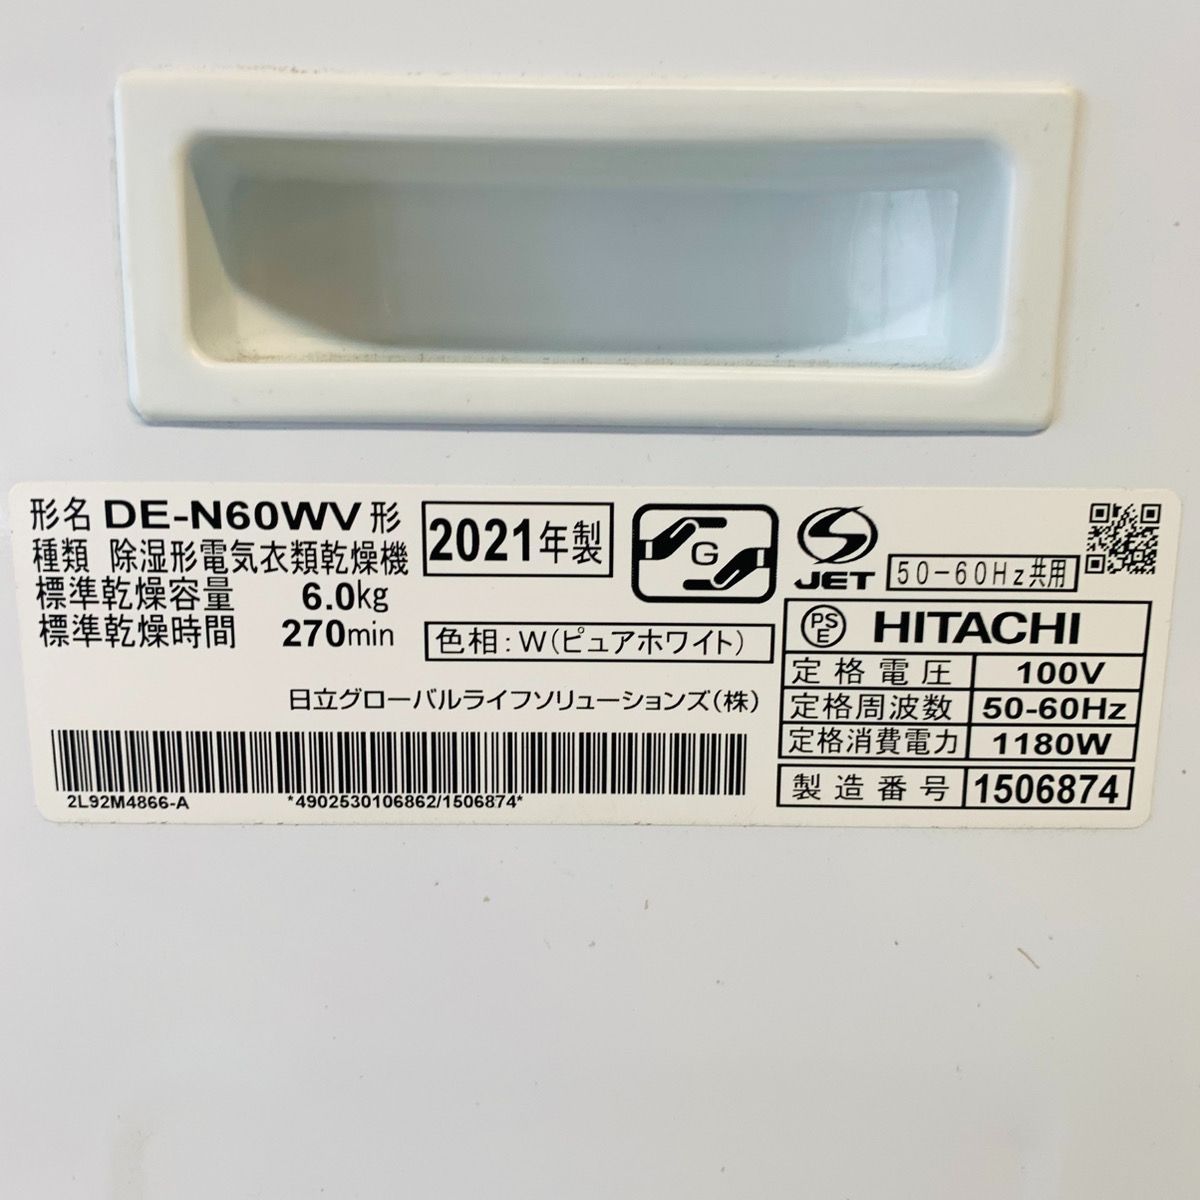 形名 DE-N60WV 形
種類 除湿形電気衣類乾燥機
標準乾燥容量 6.0kg
標準乾燥時間 270min
2021年製
G
色相:W(ピュアホワイト)
日立グローバルライフソリューションズ(株)
2L92M4866-A *4902530106862/1506874*
S
JET
50-60Hz共用
PSE HITACHI
定格電圧 100V
定格周波数 50-60Hz
定格消費電力 1180W
製造番号 1506874